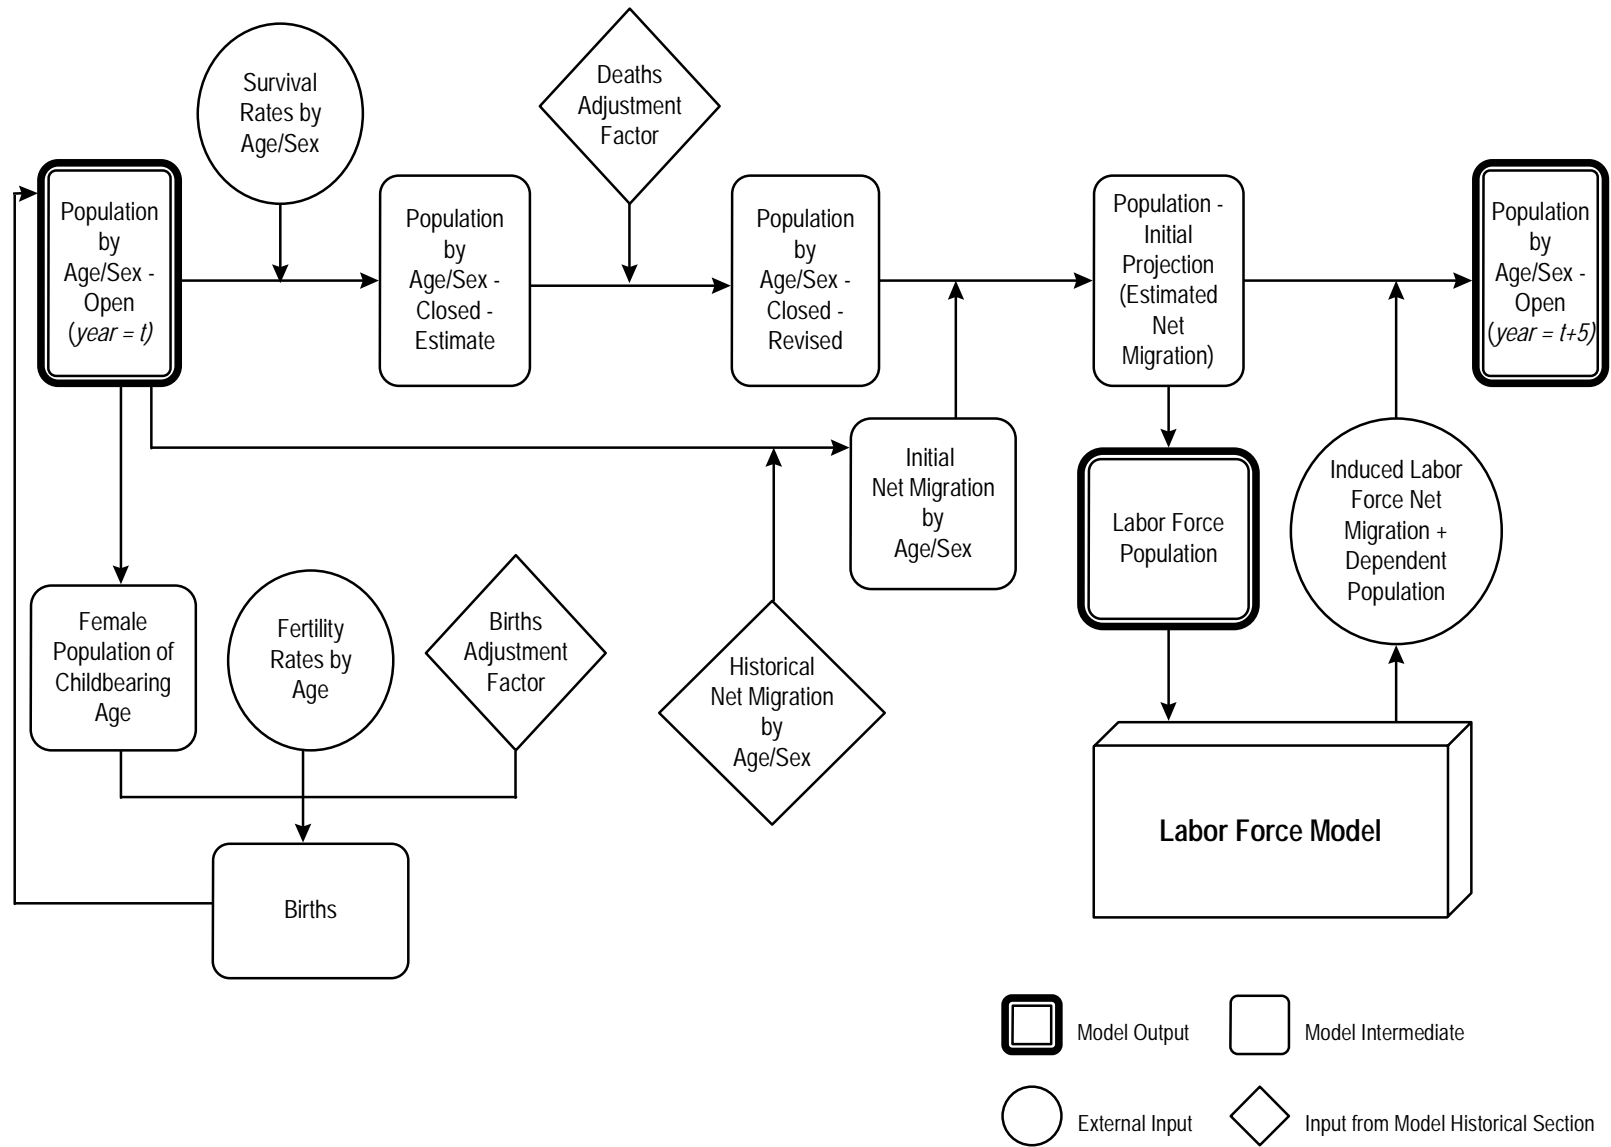 Survival
Rates by
Age/Sex
Deaths
Adjustment
Factor
Population
by
Age/Sex -
Open
(year = t)
Population
by
Age/Sex -
Closed -
Estimate
Population
by
Age/Sex -
Closed -
Revised
Population -
Initial
Projection
(Estimated
Net
Migration)
Population
by
Age/Sex -
Open
(year = t+5)
Initial
Net Migration
by
Age/Sex
Labor Force
Population
Induced Labor
Force Net
Migration +
Dependent
Population
Female
Population of
Childbearing
Age
Fertility
Rates by
Age
Births
Adjustment
Factor
Historical
Net Migration
by
Age/Sex
Labor Force Model
Births
Model Output
Model Intermediate
External Input
Input from Model Historical Section